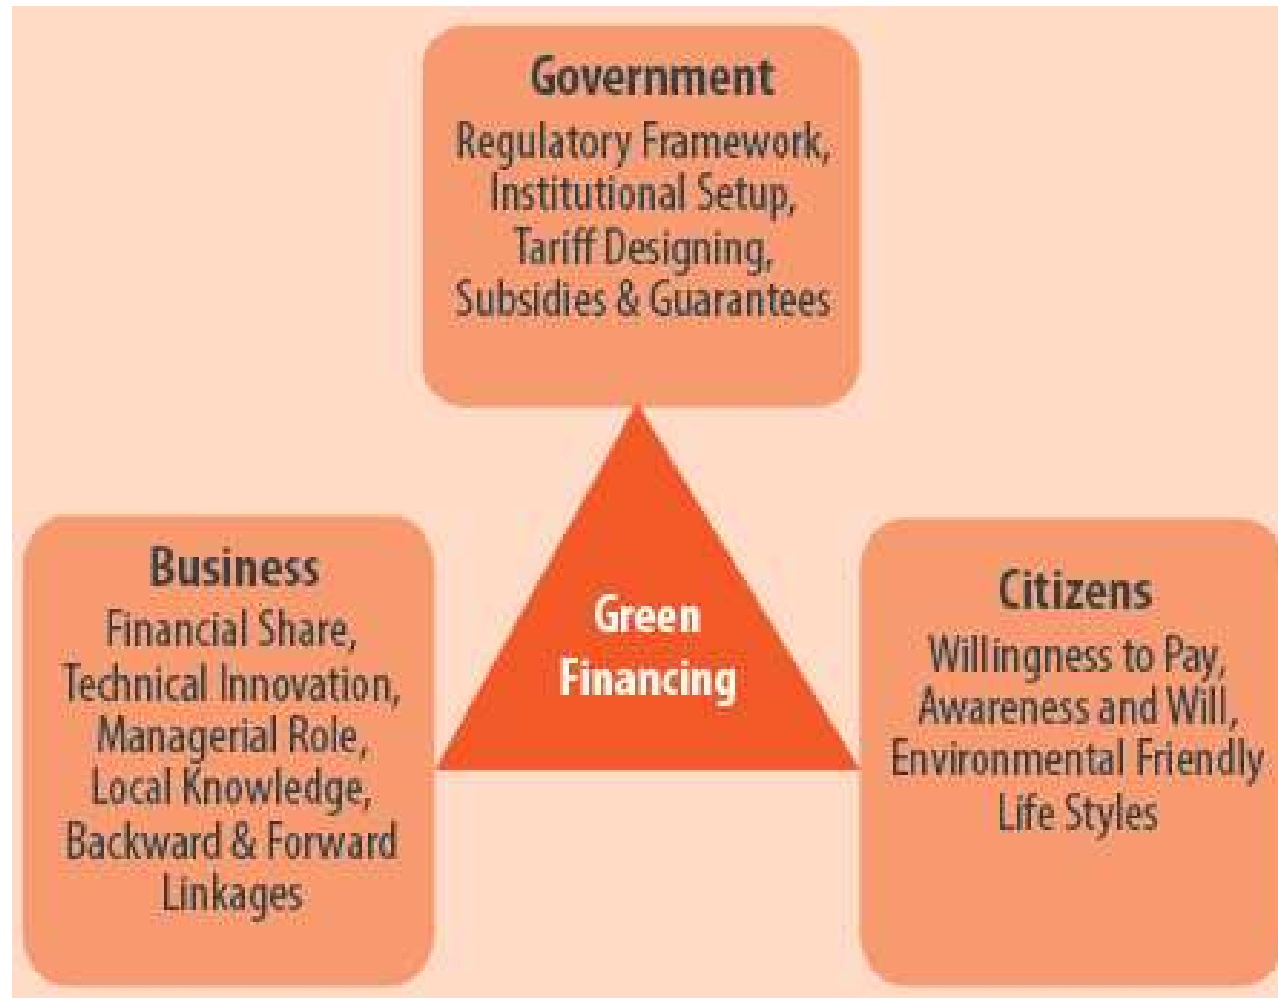 Government
Regulatory Framework,
Institutional Setup,
Tariff Designing,
Subsidies & Guarantees
Business
Financial Share,
Technical Innovation,
Managerial Role,
Local Knowledge,
Backward & Forward
Linkages
Green
Financing
Citizens
Willingness to Pay,
Awareness and Will,
Environmental Friendly
Life Styles